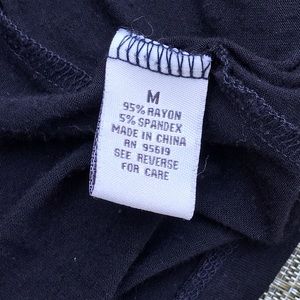 M
95% RAYON
5% SPANDEX
MADE IN CHINA
RN 95619
SEE REVERSE
FOR CARE